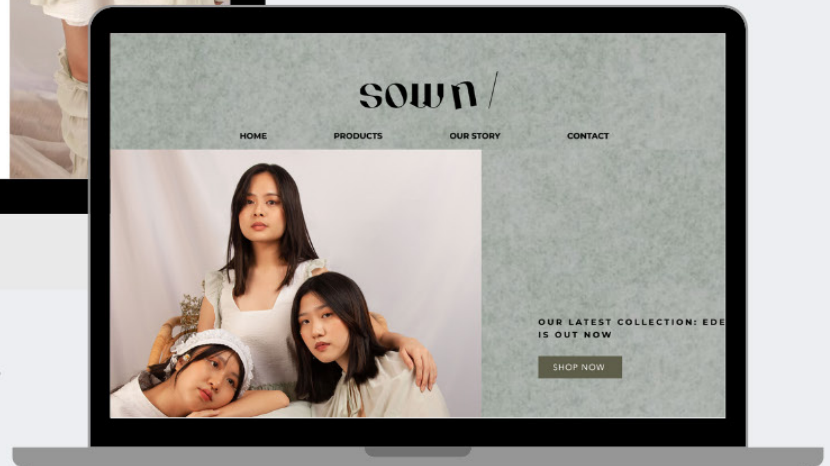 sown/
HOME PRODUCTS OUR STORY CONTACT
OUR LATEST COLLECTION: EDE
IS OUT NOW
SHOP NOW